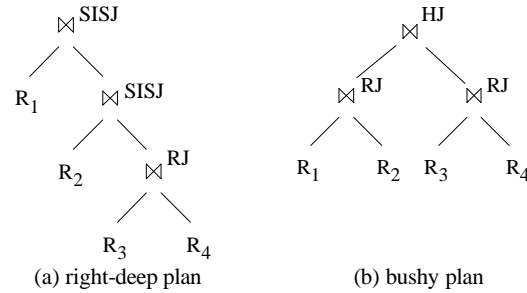 SISJ
HJ
R1
SISJ
RJ
RJ
R2
RJ
R1
R2
R3
R4
R3
R4
(a) right-deep plan
(b) bushy plan